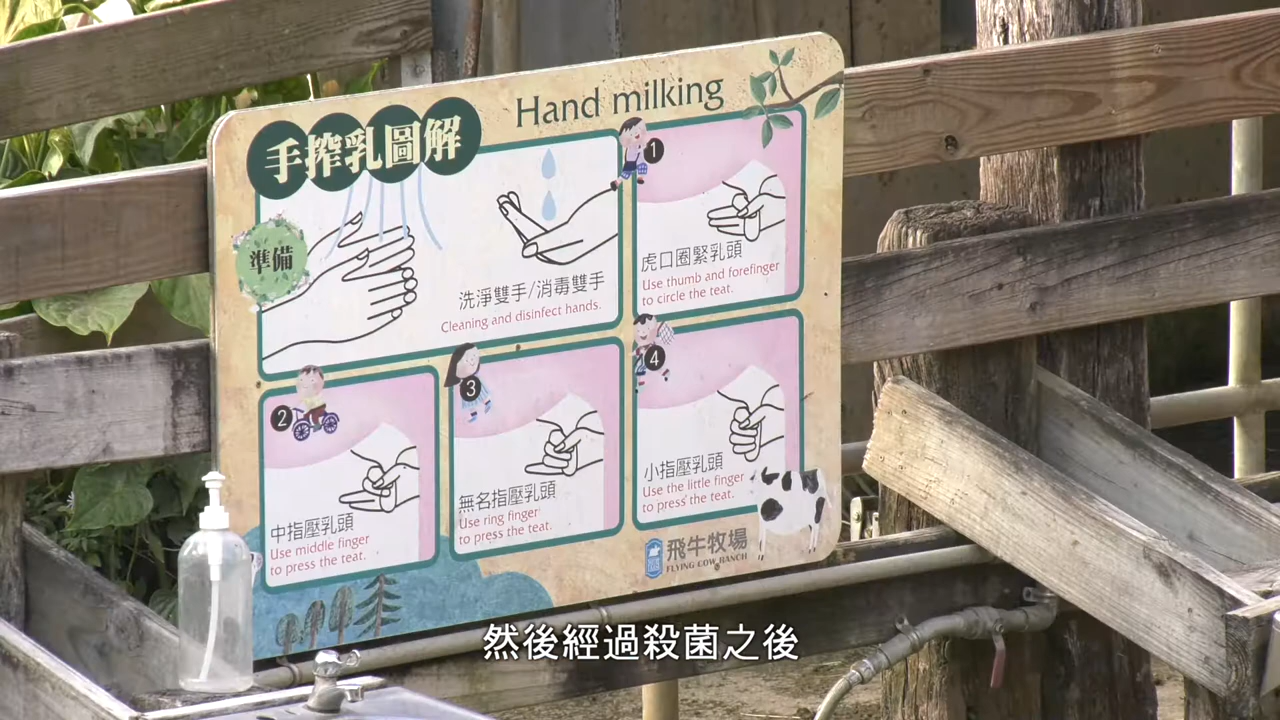 手搾乳圖解
Hand milking
準備
洗淨雙手/消毒雙手
Cleaning and disinfect hands.
1
虎口圈緊乳頭
Use thumb and forefinger
to circle the teat.
2
中指壓乳頭
Use middle finger
to press the teat.
3
無名指壓乳頭
Use ring finger
to press the teat.
4
小指壓乳頭
Use the little finger
to press the teat.
飛牛牧場
FLYING COW RANCH
然後經過殺菌之後